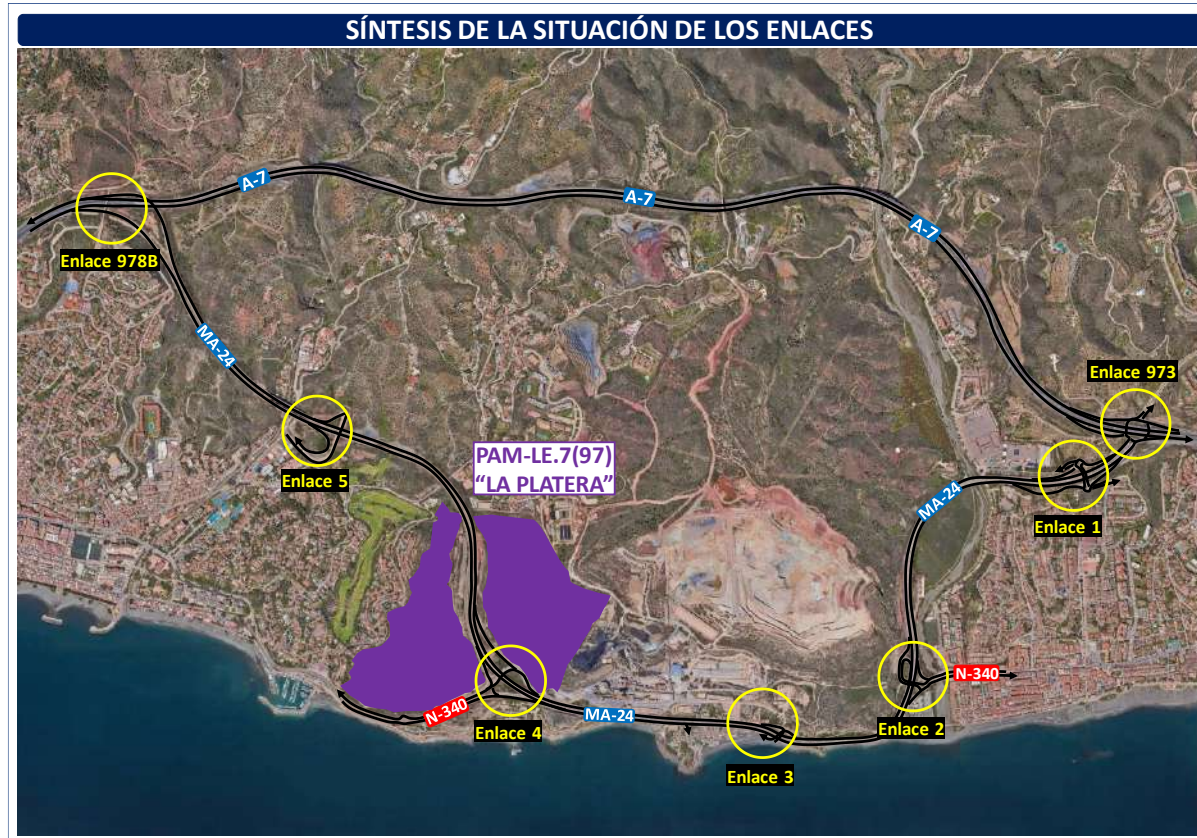 SÍNTESIS DE LA SITUACIÓN DE LOS ENLACES
A-7
A-7
A-7
Enlace 978B
MA-24
Enlace 973
Enlace 5
PAM-LE.7(97)
“LA PLATERA”
MA-24
Enlace 1
N-340
N-340
MA-24
Enlace 4
Enlace 2
Enlace 3